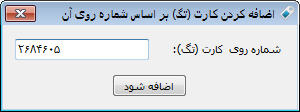 اضافه کردن کارت (تگ) بر اساس شماره روی آن
شماره روی کارت (تگ):
۲۶۸۴۶۰۵
اضافه شود